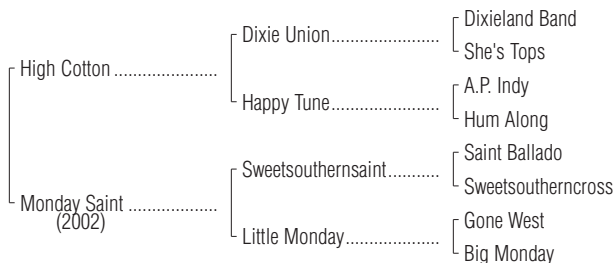 Dixieland Band
Dixie Union
She's Tops
High Cotton
A.P. Indy
Happy Tune
Hum Along
Saint Ballado
Sweetsouthernsaint
Sweetsoutherncross
Monday Saint
(2002)
Gone West
Little Monday
Big Monday